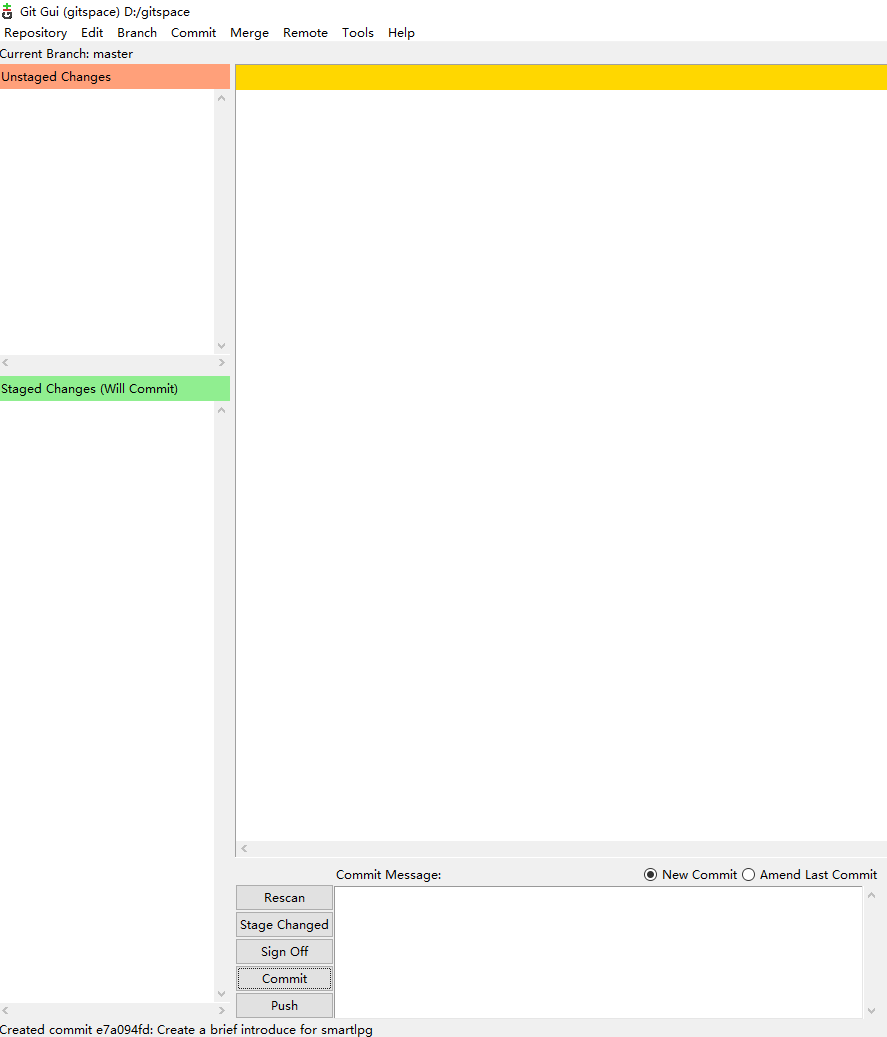 Git Gui (gitspace) D:/gitspace
Repository Edit Branch Commit Merge Remote Tools Help
Current Branch: master
Unstaged Changes
Staged Changes (Will Commit)
Commit Message:
New Commit
Amend Last Commit
Rescan
Stage Changed
Sign Off
Commit
Push
Created commit e7a094fd: Create a brief introduce for smartlpg